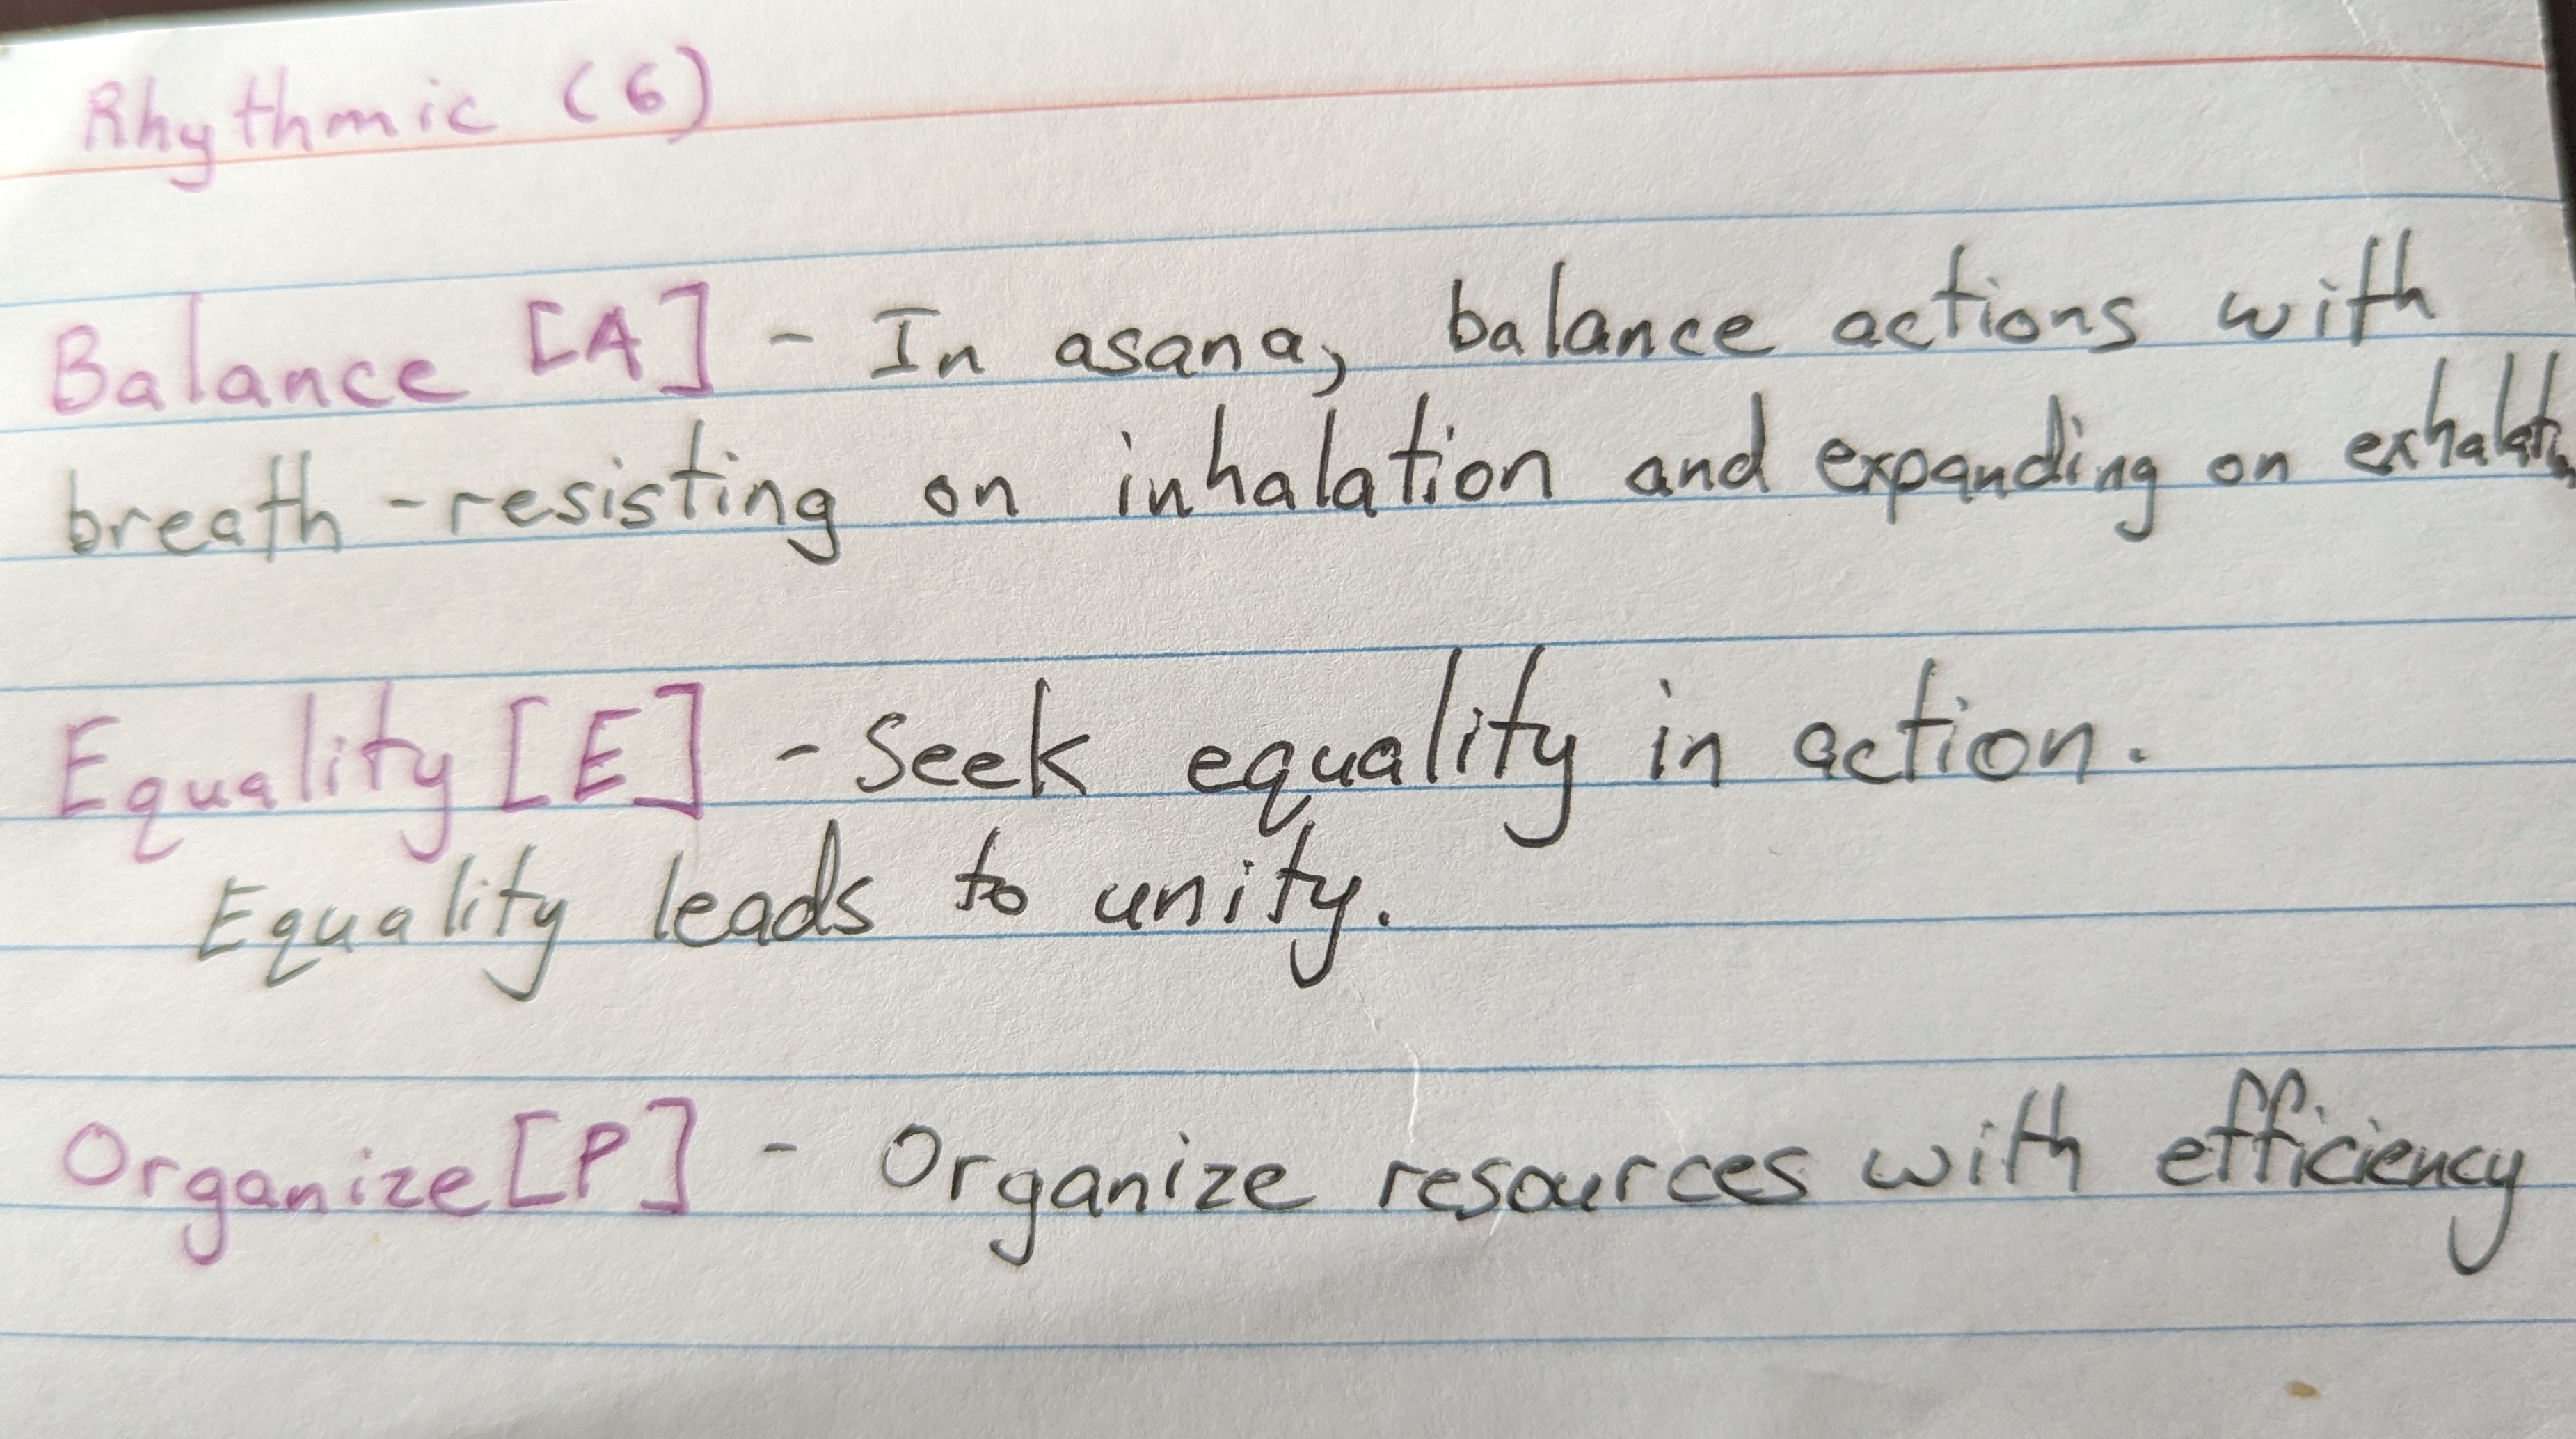 Rhythmic (6)
Balance [A] - In asana, balance actions with
breath - resisting on inhalation and expanding on exhalation
Equality [E] - Seek equality in action.
Equality leads to unity.
Organize [P] - Organize resources with efficiency